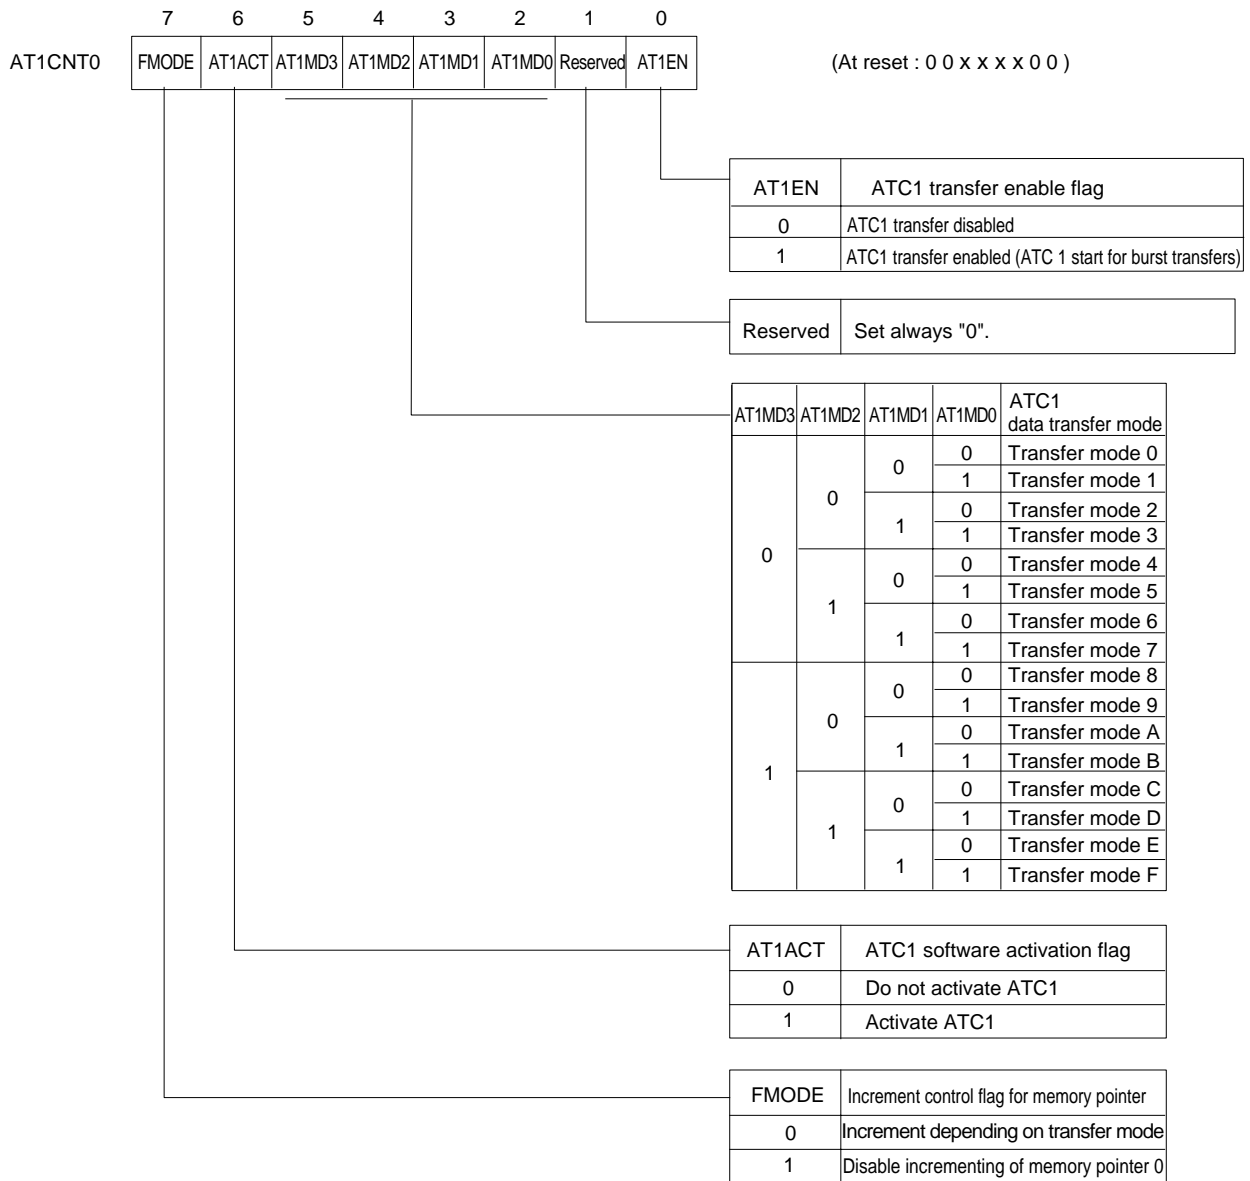 7 6 5 4 3 2 1 0
AT1CNT0 FMODE AT1ACT AT1MD3 AT1MD2 AT1MD1 AT1MD0 Reserved AT1EN (At reset : 0 0 x x x x 0 0 )
AT1EN ATC1 transfer enable flag
0 ATC1 transfer disabled
1 ATC1 transfer enabled (ATC 1 start for burst transfers)
Reserved Set always "0".
AT1MD3 AT1MD2 AT1MD1 AT1MD0 ATC1
data transfer mode
0 0 0 0 Transfer mode 0
1 Transfer mode 1
1 0 Transfer mode 2
1 Transfer mode 3
1 0 0 Transfer mode 4
1 Transfer mode 5
1 0 Transfer mode 6
1 Transfer mode 7
1 0 0 0 Transfer mode 8
1 Transfer mode 9
1 0 Transfer mode A
1 Transfer mode B
1 0 0 Transfer mode C
1 Transfer mode D
1 0 Transfer mode E
1 Transfer mode F
AT1ACT ATC1 software activation flag
0 Do not activate ATC1
1 Activate ATC1
FMODE Increment control flag for memory pointer
0 Increment depending on transfer mode
1 Disable incrementing of memory pointer 0